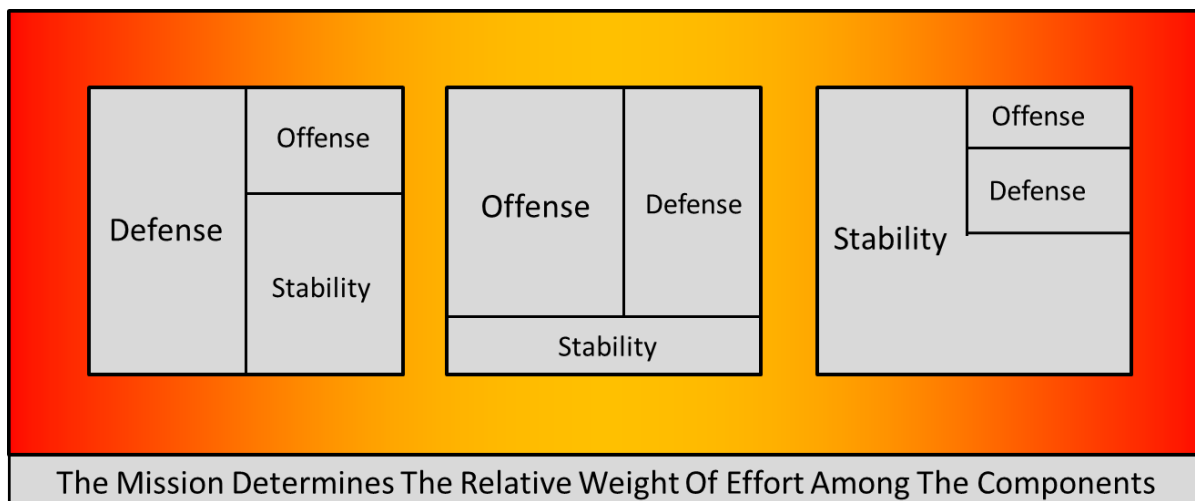 Defense
Offense
Stability
Offense
Defense
Stability
Stability
Offense
Defense
The Mission Determines The Relative Weight Of Effort Among The Components